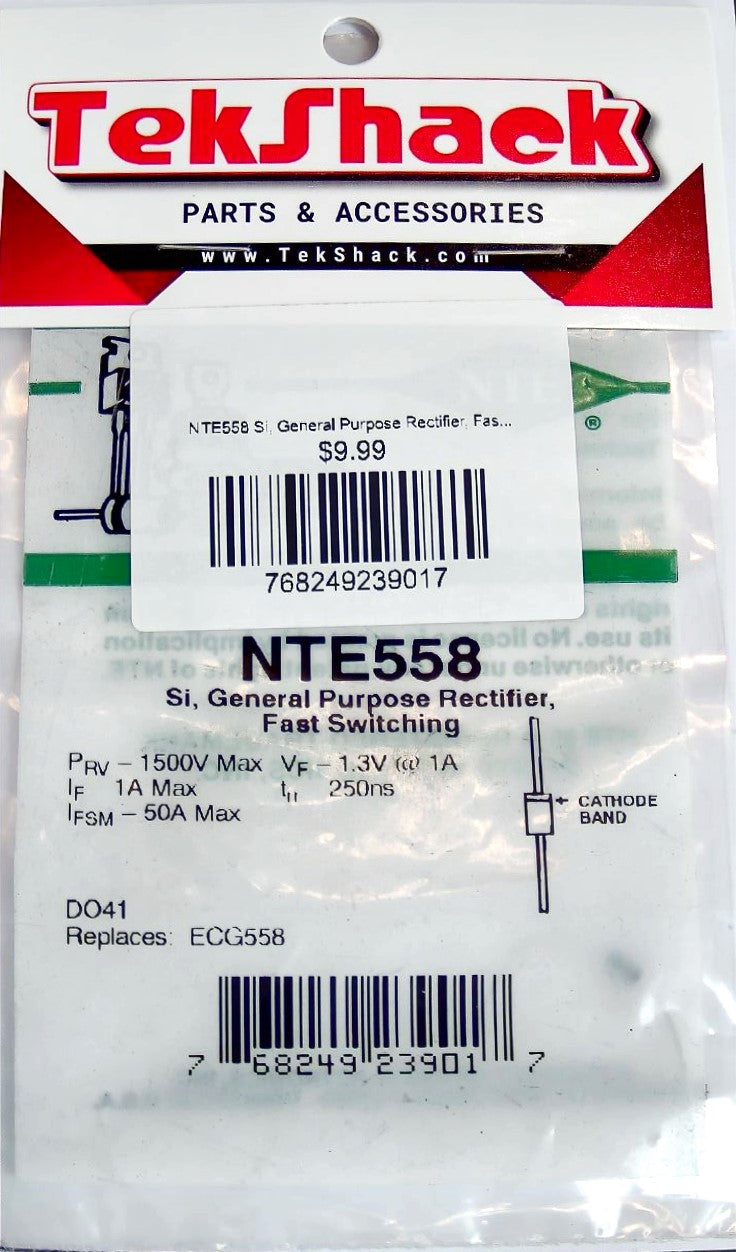 TekShack
PARTS & ACCESSORIES
www.TekShack.com
NTE558 Si, General Purpose Rectifier, Fas...
$9.99
768249239017
®
NTE558
Si, General Purpose Rectifier,
Fast Switching
PRV – 1500V Max VF – 1.3V @ 1A
IF 1A Max trr 250ns
IFSM – 50A Max
CATHODE
BAND
DO41
Replaces: ECG558
7 68249 23901 7